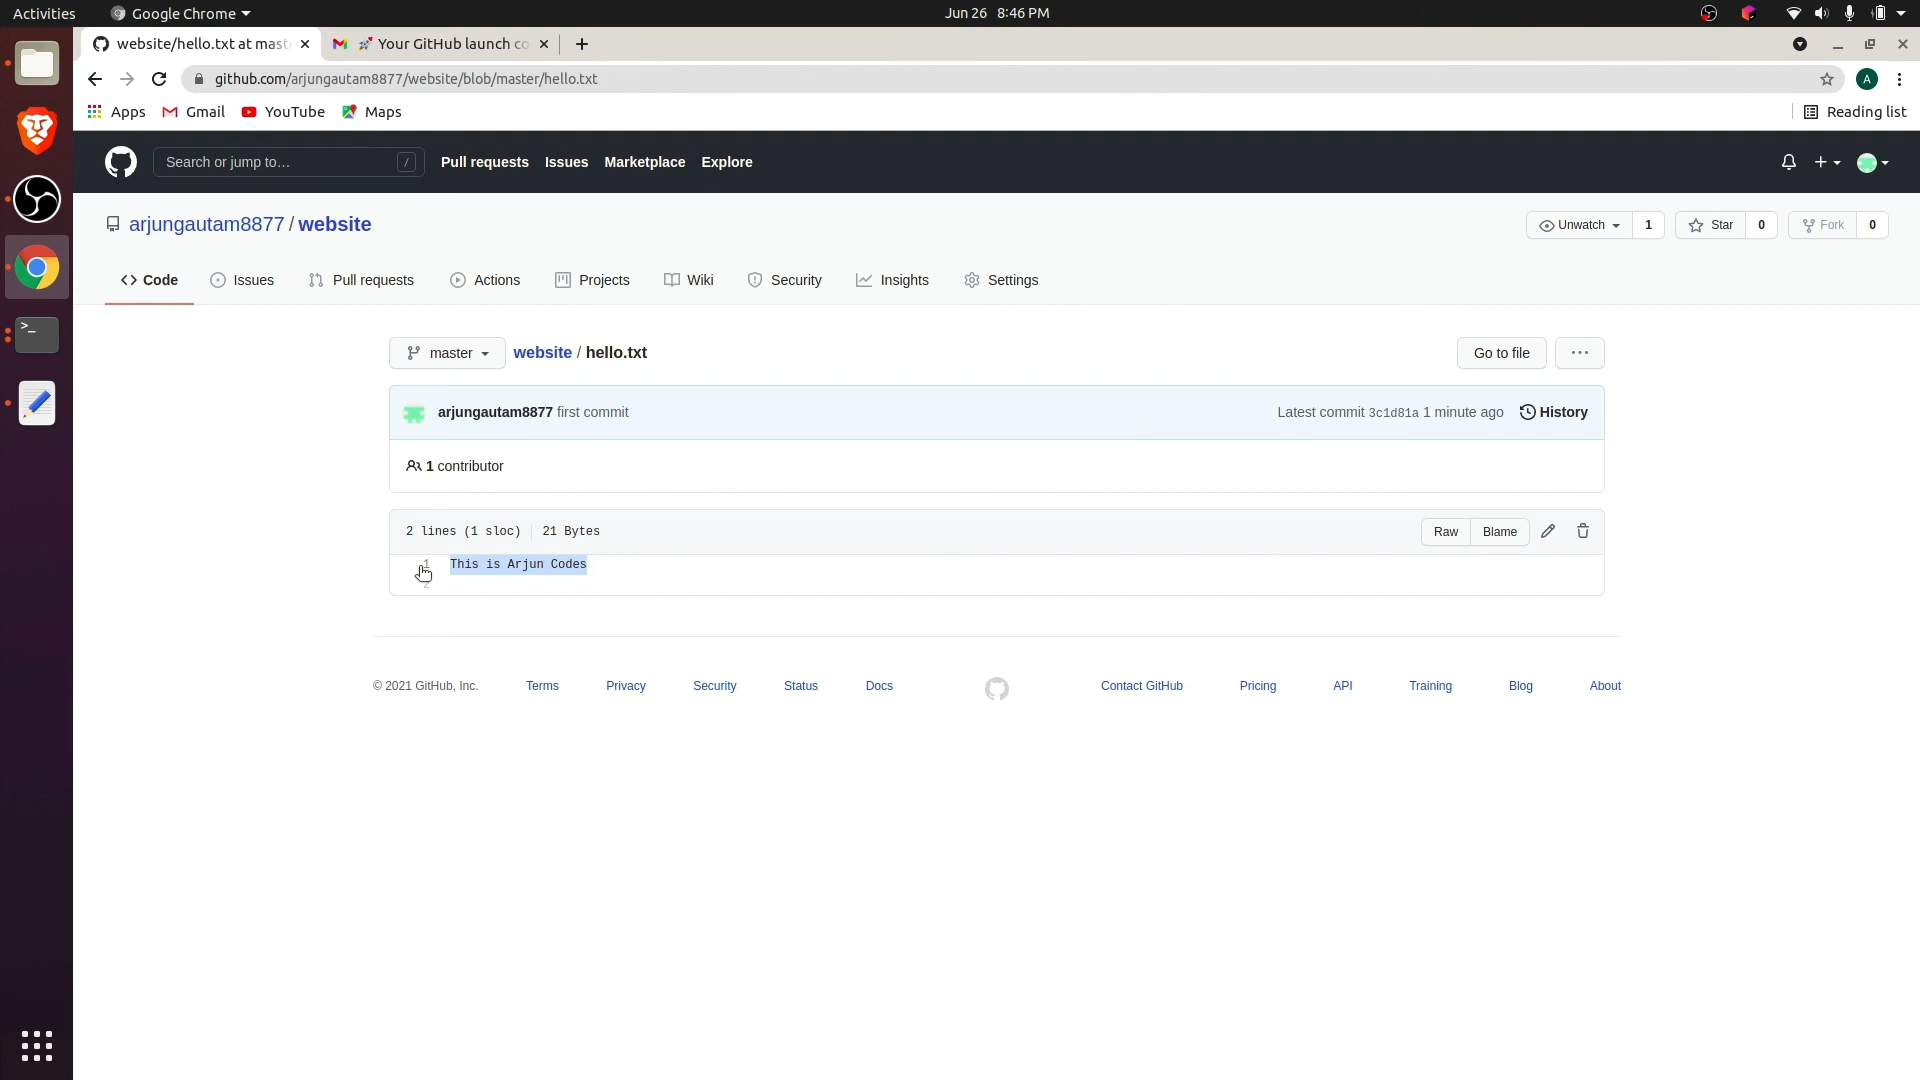 Activities Google Chrome Jun 26 8:46 PM
website/hello.txt at mast Your GitHub launch co
github.com/arjungautam8877/website/blob/master/hello.txt A
Apps Gmail YouTube Maps Reading list
Search or jump to… / Pull requests Issues Marketplace Explore
arjungautam8877 / website Unwatch 1 Star 0 Fork 0
Code Issues Pull requests Actions Projects Wiki Security Insights Settings
master website / hello.txt Go to file
arjungautam8877 first commit Latest commit 3c1d81a 1 minute ago History
1 contributor
2 lines (1 sloc) 21 Bytes Raw Blame
1 This is Arjun Codes
2
© 2021 GitHub, Inc. Terms Privacy Security Status Docs Contact GitHub Pricing API Training Blog About